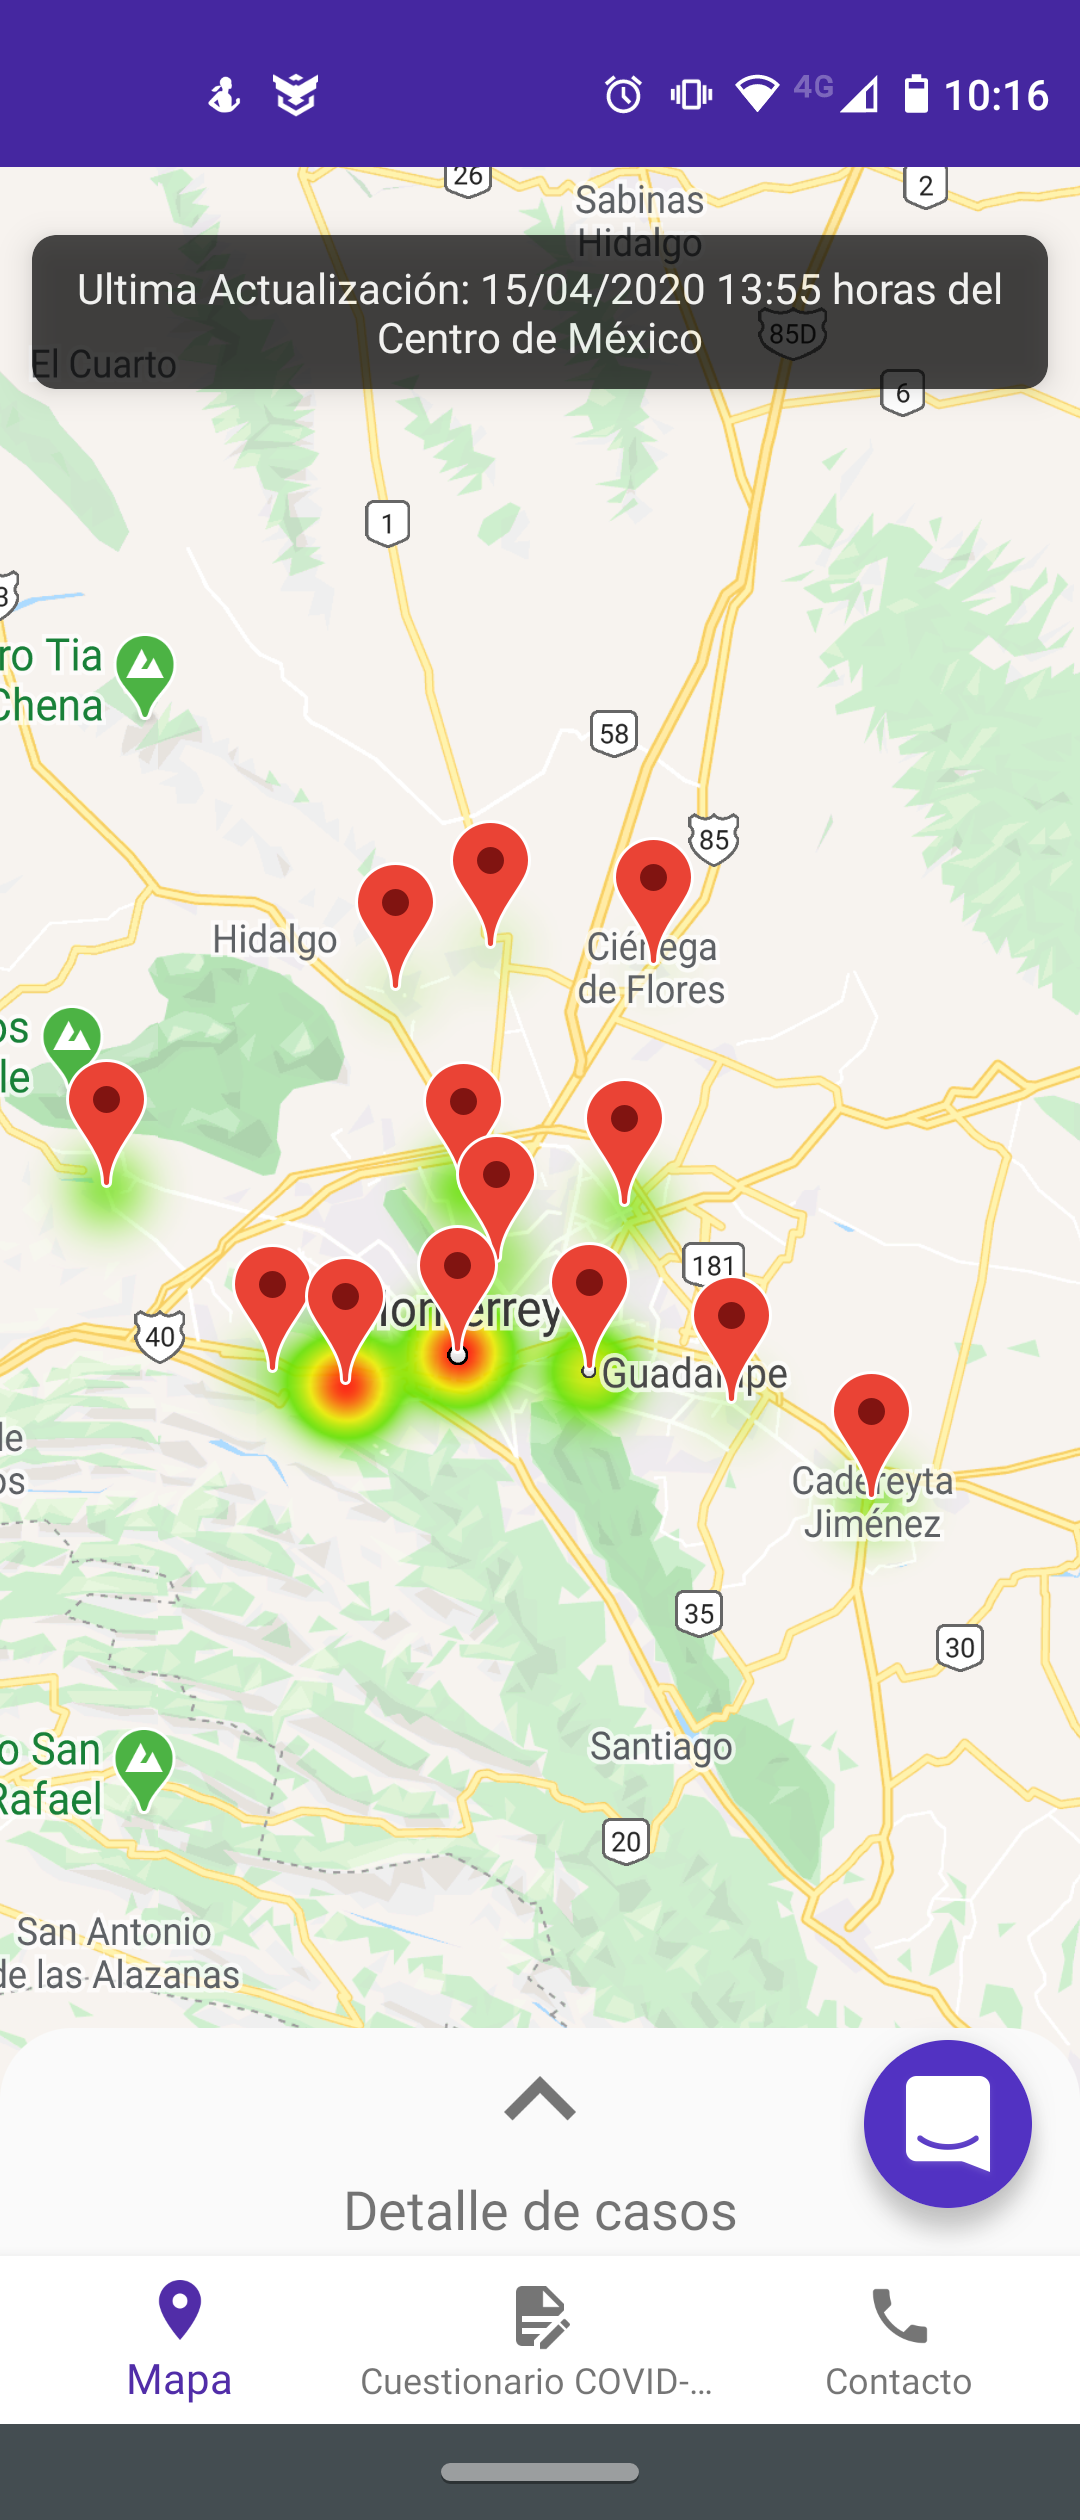 4G 10:16
26
2
Sabinas
Hidalgo
Ultima Actualización: 15/04/2020 13:55 horas del
Centro de México
85D
El Cuarto
6
1
3
ro Tia
Chena
58
85
Hidalgo
Ciénega
de Flores
os
le
181
Monterrey
40
Guadalupe
de
os
Cadereyta
Jiménez
35
30
o San
Rafael
Santiago
20
San Antonio
de las Alazanas
Detalle de casos
Mapa
Cuestionario COVID-...
Contacto